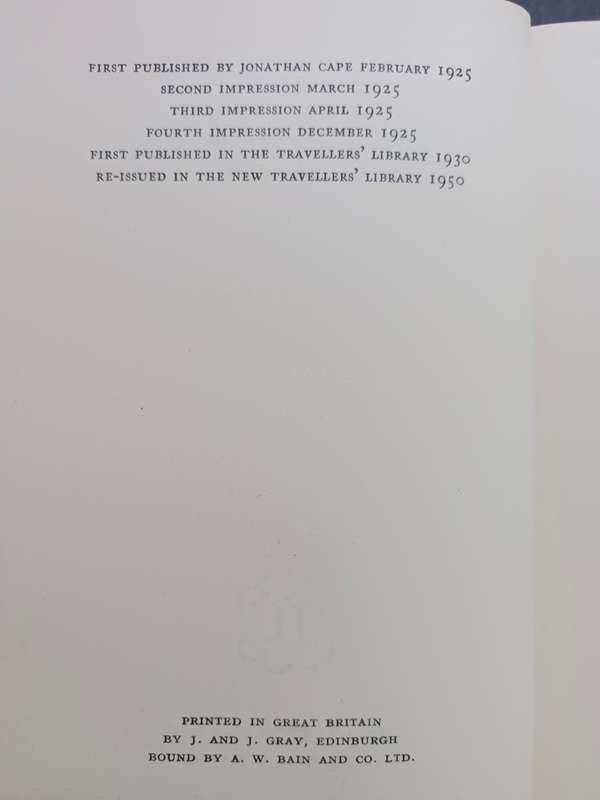 FIRST PUBLISHED BY JONATHAN CAPE FEBRUARY 1925
SECOND IMPRESSION MARCH 1925
THIRD IMPRESSION APRIL 1925
FOURTH IMPRESSION DECEMBER 1925
FIRST PUBLISHED IN THE TRAVELLERS' LIBRARY 1930
RE-ISSUED IN THE NEW TRAVELLERS' LIBRARY 1950
PRINTED IN GREAT BRITAIN
BY J. AND J. GRAY, EDINBURGH
BOUND BY A. W. BAIN AND CO. LTD.